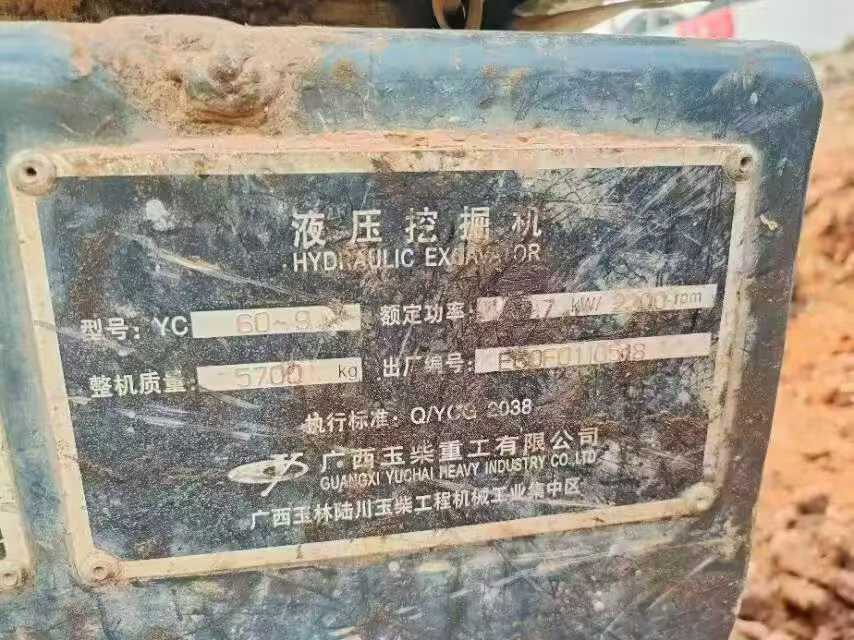 液压挖掘机
HYDRAULIC EXCAVATOR
型号: YC 60-9 额定功率: kW/ 2200 rpm
整机质量: 5700 kg 出厂编号:
执行标准: Q/YCG 2038
广西玉柴重工有限公司
GUANGXI YUCHAI HEAVY INDUSTRY CO.,LTD
广西玉林陆川玉柴工程机械工业集中区